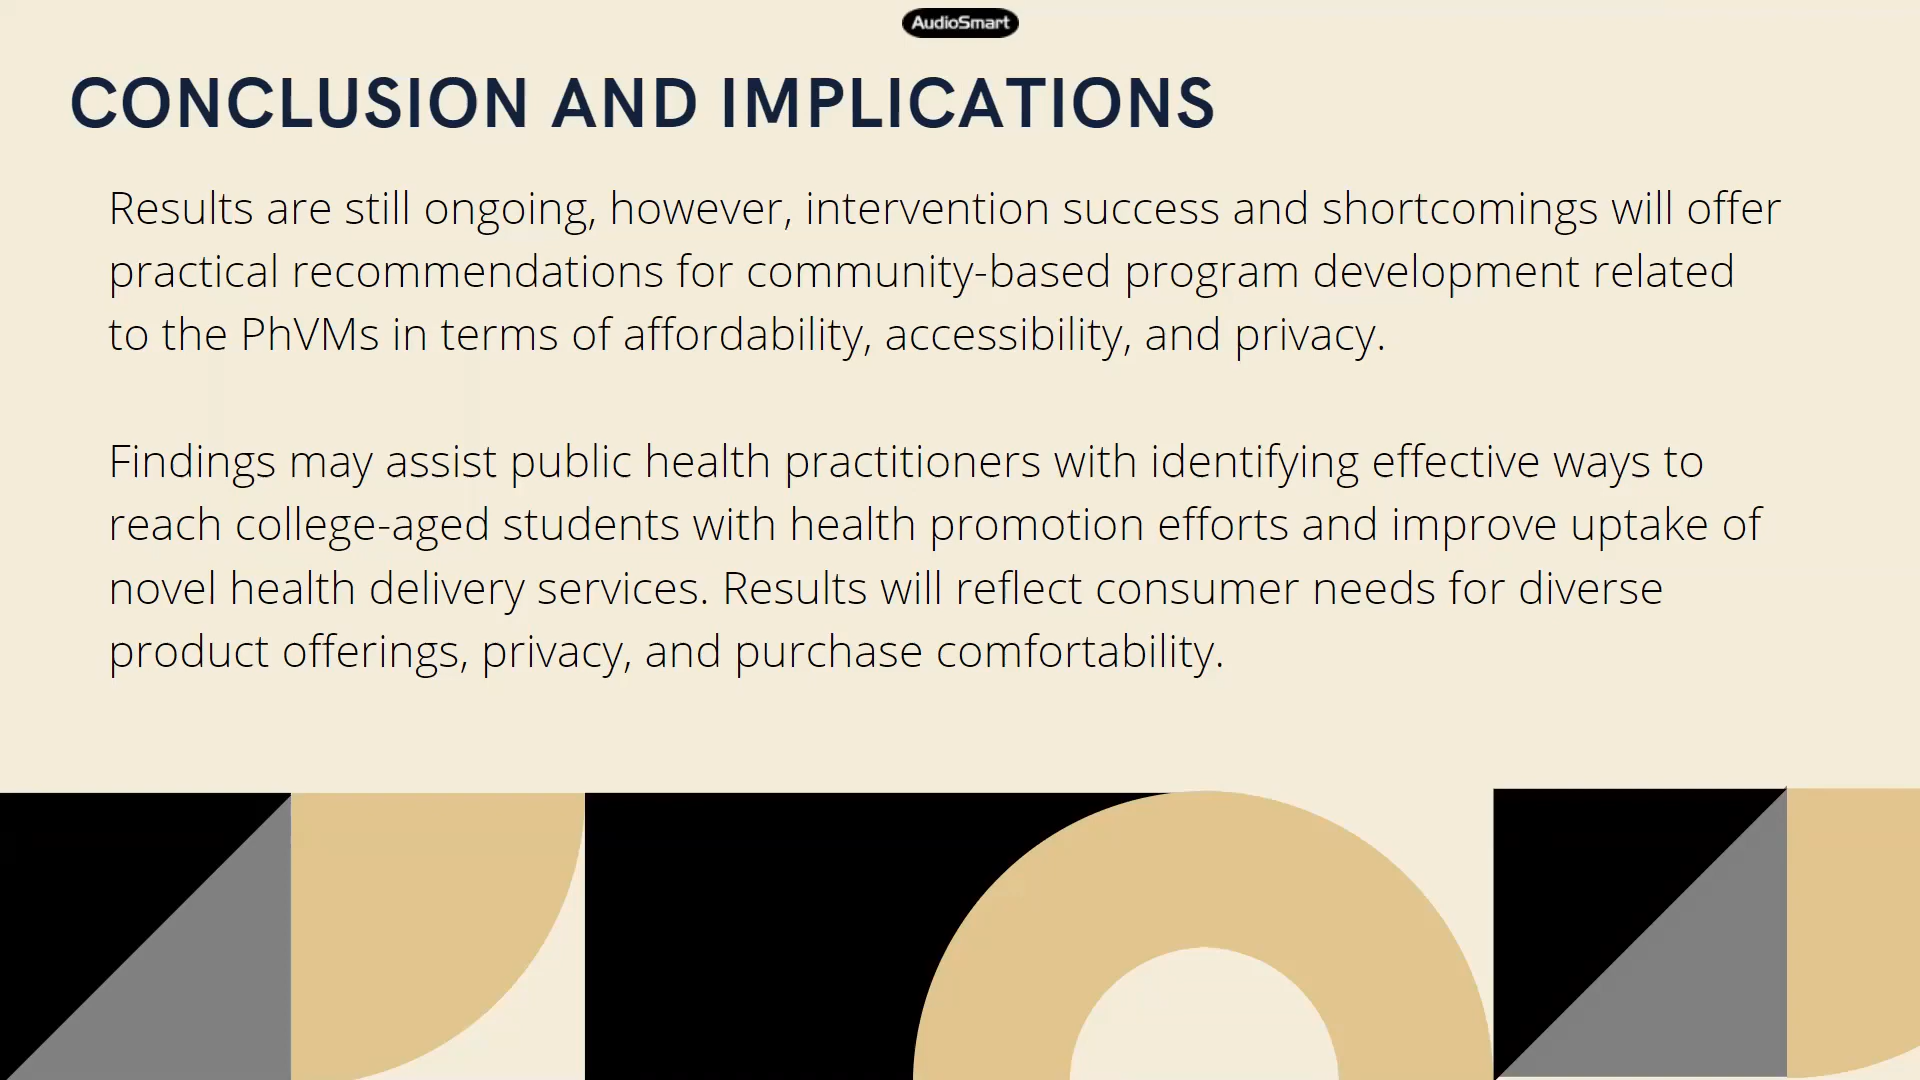 AudioSmart
CONCLUSION AND IMPLICATIONS
Results are still ongoing, however, intervention success and shortcomings will offer
practical recommendations for community-based program development related
to the PhVMs in terms of affordability, accessibility, and privacy.
Findings may assist public health practitioners with identifying effective ways to
reach college-aged students with health promotion efforts and improve uptake of
novel health delivery services. Results will reflect consumer needs for diverse
product offerings, privacy, and purchase comfortability.